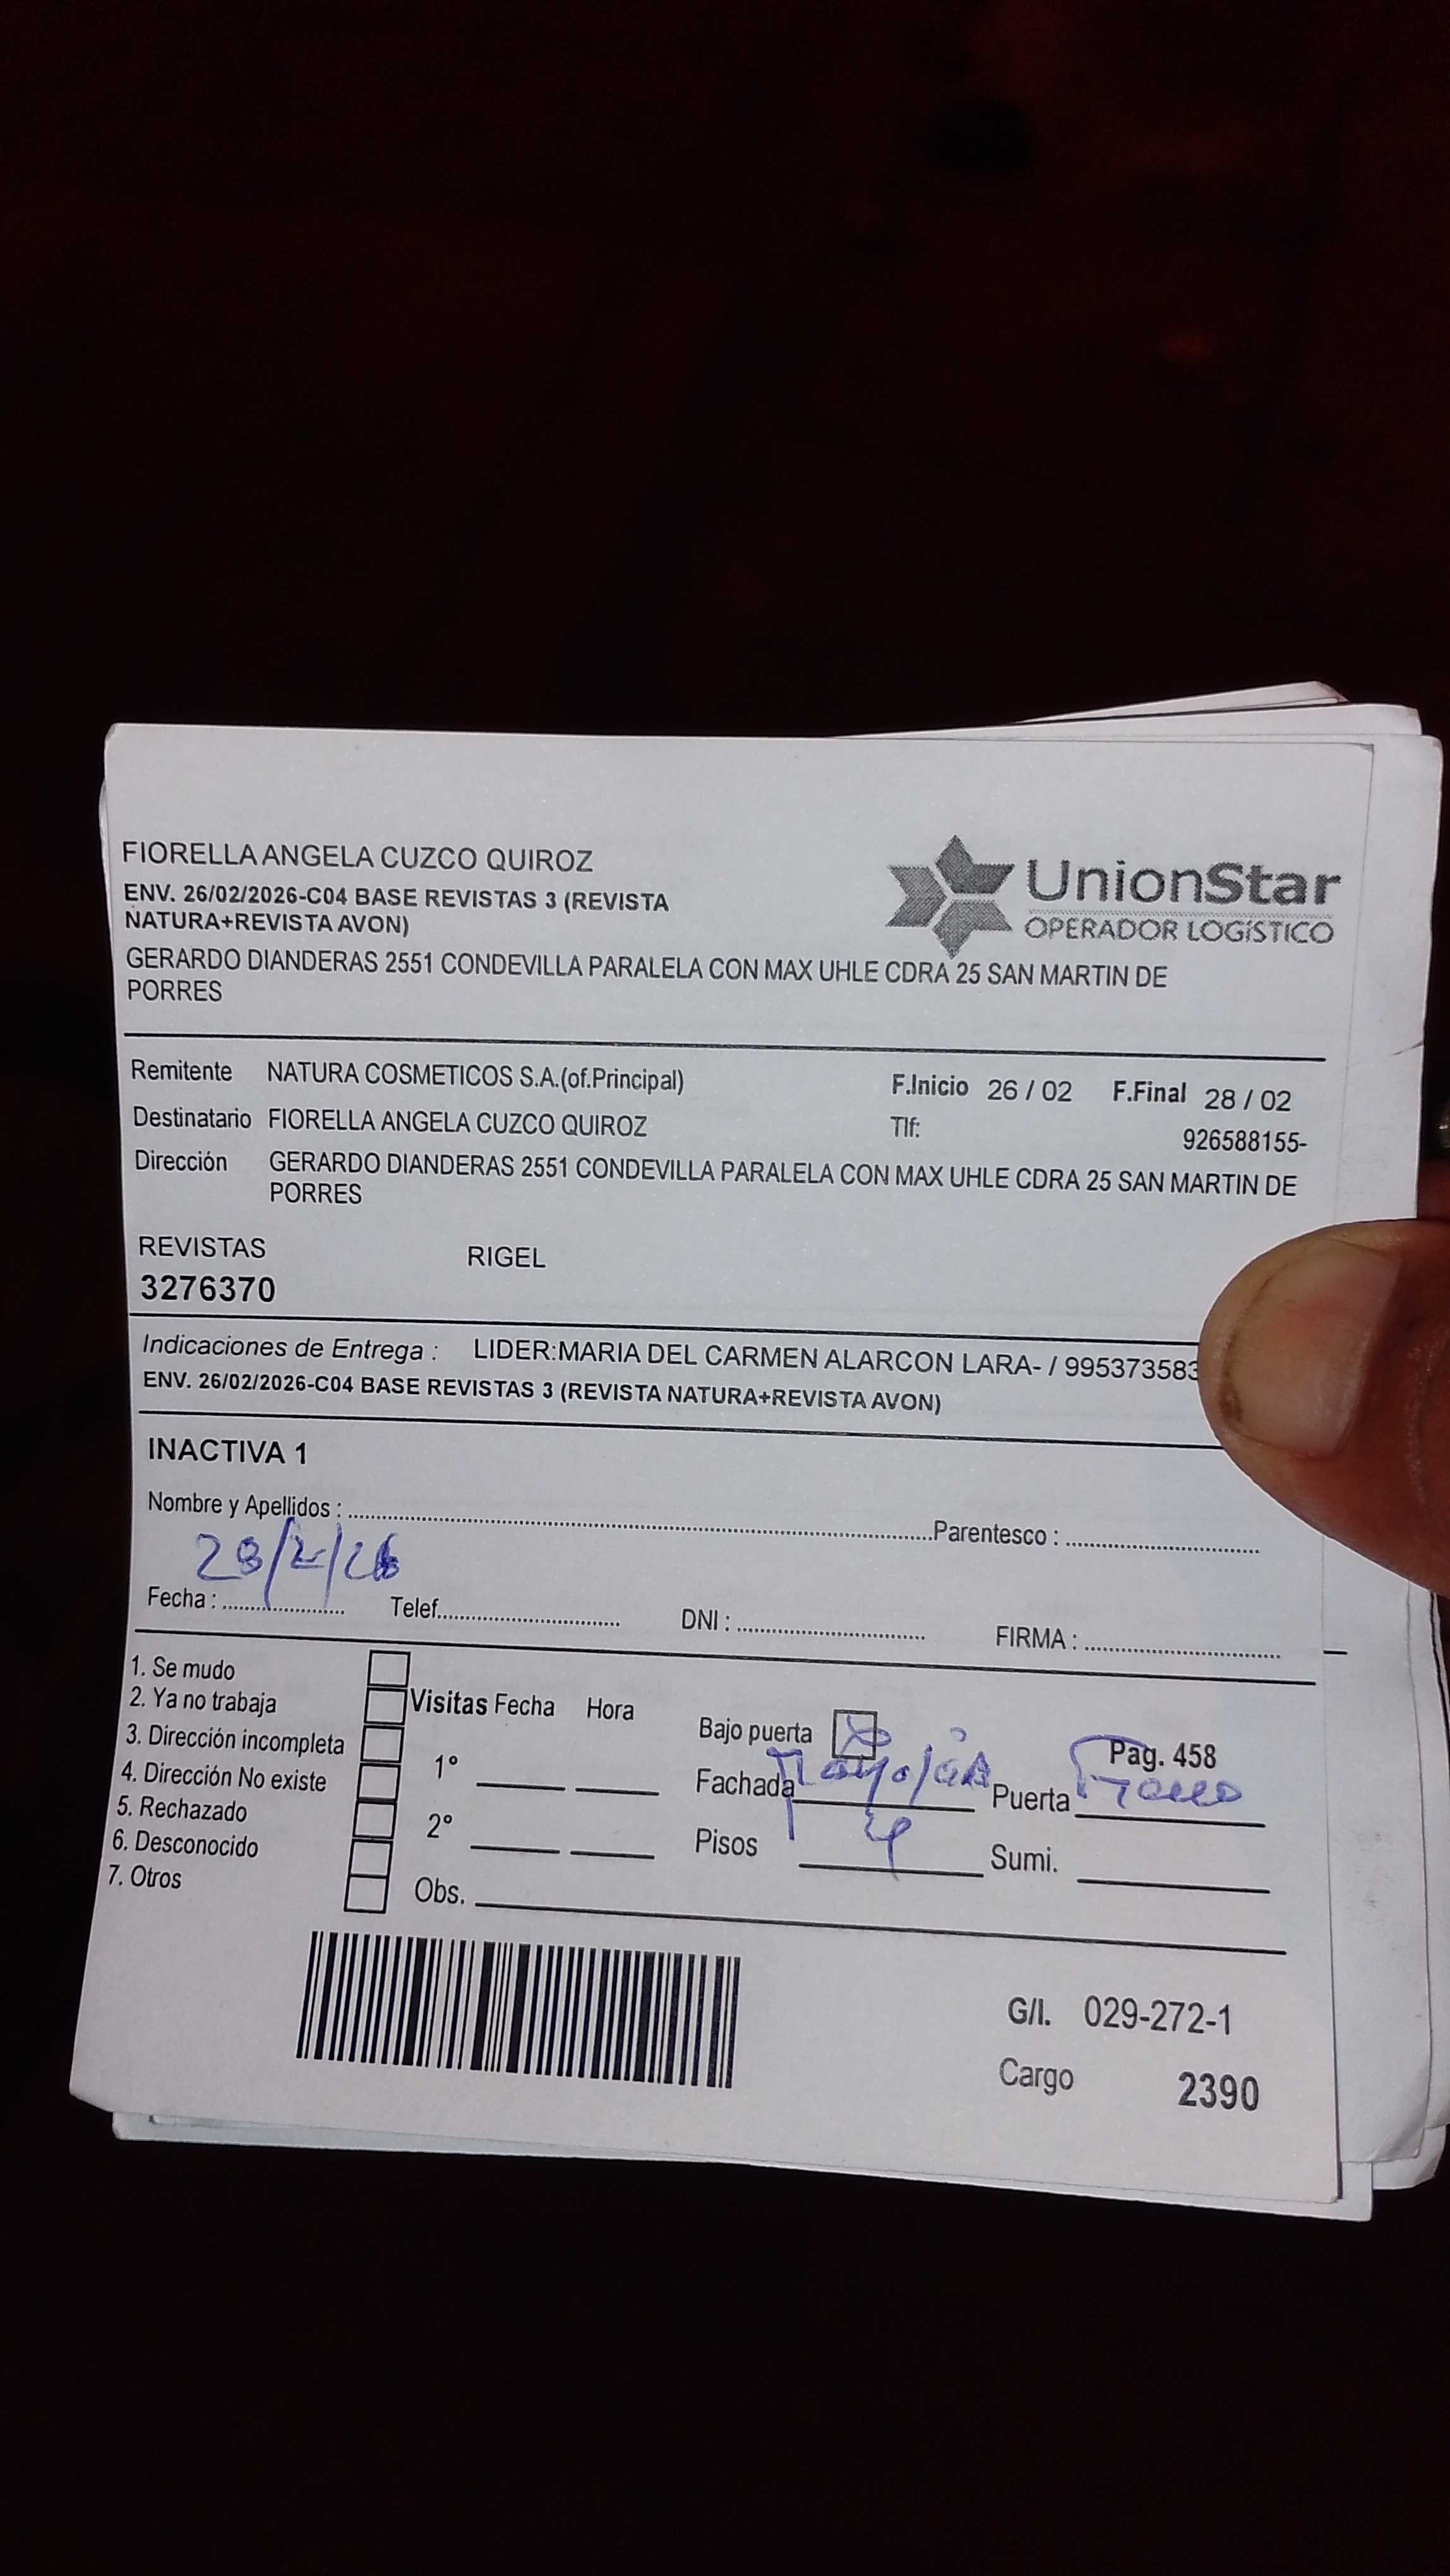 FIORELLA ANGELA CUZCO QUIROZ
ENV. 26/02/2026-C04 BASE REVISTAS 3 (REVISTA
NATURA+REVISTA AVON)
UnionStar
OPERADOR LOGÍSTICO
GERARDO DIANDERAS 2551 CONDEVILLA PARALELA CON MAX UHLE CDRA 25 SAN MARTIN DE
PORRES
Remitente NATURA COSMETICOS S.A.(of.Principal) F.Inicio 26 / 02 F.Final 28 / 02
Destinatario FIORELLA ANGELA CUZCO QUIROZ Tlf: 926588155-
Dirección GERARDO DIANDERAS 2551 CONDEVILLA PARALELA CON MAX UHLE CDRA 25 SAN MARTIN DE
PORRES
REVISTAS RIGEL
3276370
Indicaciones de Entrega : LIDER:MARIA DEL CARMEN ALARCON LARA- / 995373583
ENV. 26/02/2026-C04 BASE REVISTAS 3 (REVISTA NATURA+REVISTA AVON)
INACTIVA 1
Nombre y Apellidos : Parentesco :
28/2/26
Fecha : Telef. DNI : FIRMA :
1. Se mudo
2. Ya no trabaja
3. Dirección incompleta
4. Dirección No existe
5. Rechazado
6. Desconocido
7. Otros
Visitas Fecha Hora
1°
2°
Obs.
Bajo puerta
Pag. 458
Fachada Puerta
Pisos 4 Sumi.
G/I. 029-272-1
Cargo 2390